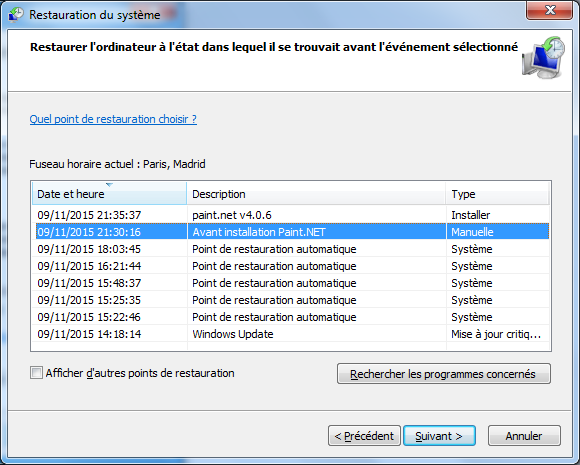 Restauration du système
Restaurer l'ordinateur à l'état dans lequel il se trouvait avant l'événement sélectionné
Quel point de restauration choisir ?
Fuseau horaire actuel : Paris, Madrid
Date et heure Description Type
09/11/2015 21:35:37 paint.net v4.0.6 Installer
09/11/2015 21:30:16 Avant installation Paint.NET Manuelle
09/11/2015 18:03:45 Point de restauration automatique Système
09/11/2015 16:21:44 Point de restauration automatique Système
09/11/2015 15:48:37 Point de restauration automatique Système
09/11/2015 15:25:35 Point de restauration automatique Système
09/11/2015 15:22:46 Point de restauration automatique Système
09/11/2015 14:18:14 Windows Update Mise à jour critiq...
Afficher d'autres points de restauration Rechercher les programmes concernés
< Précédent Suivant > Annuler